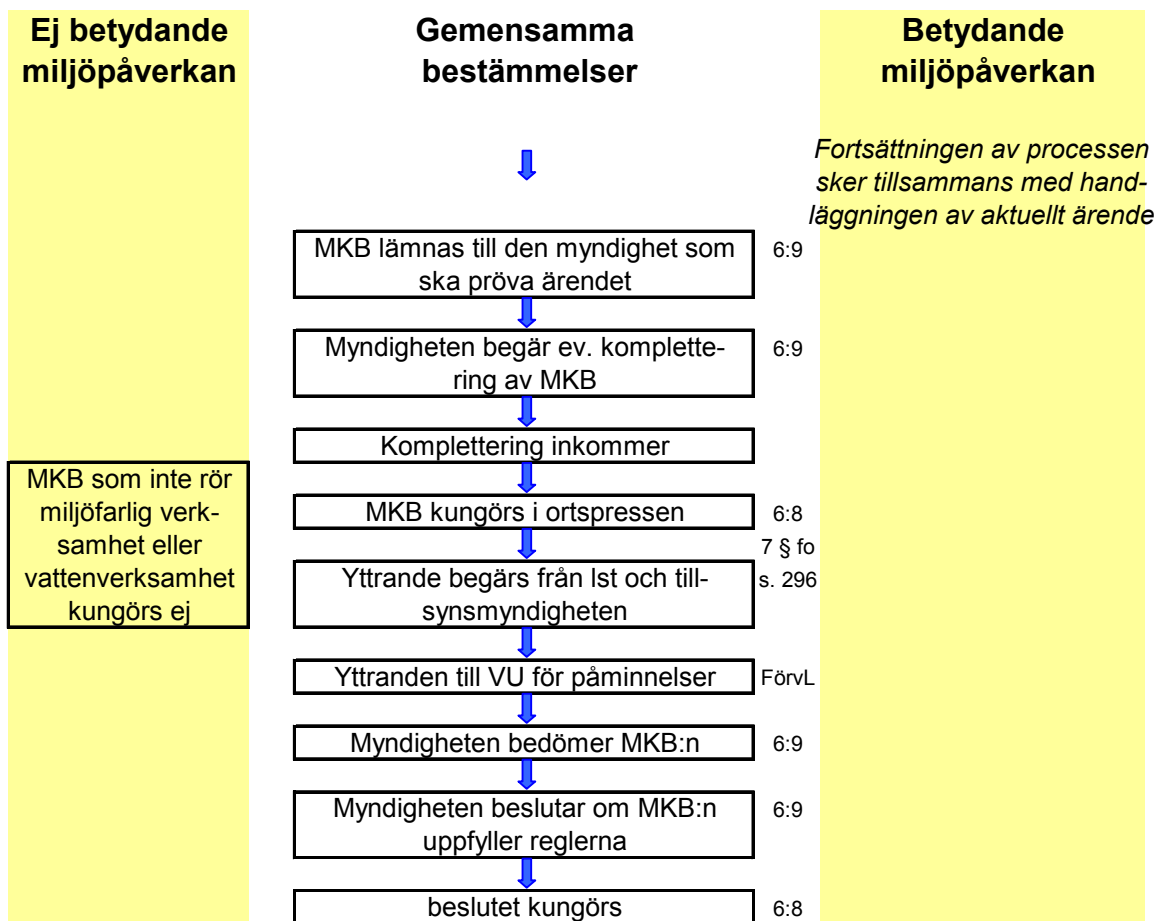 Ej betydande
miljöpåverkan
Gemensamma
bestämmelser
Betydande
miljöpåverkan
Fortsättningen av processen
sker tillsammans med hand-
läggningen av aktuellt ärende
MKB lämnas till den myndighet som
ska pröva ärendet
6:9
Myndigheten begär ev. komplette-
ring av MKB
6:9
Komplettering inkommer
MKB som inte rör
miljöfarlig verk-
samhet eller
vattenverksamhet
kungörs ej
MKB kungörs i ortspressen
6:8
7 § fo
Yttrande begärs från lst och till-
synsmyndigheten
s. 296
Yttranden till VU för påminnelser
FörvL
Myndigheten bedömer MKB:n
6:9
Myndigheten beslutar om MKB:n
uppfyller reglerna
6:9
beslutet kungörs
6:8